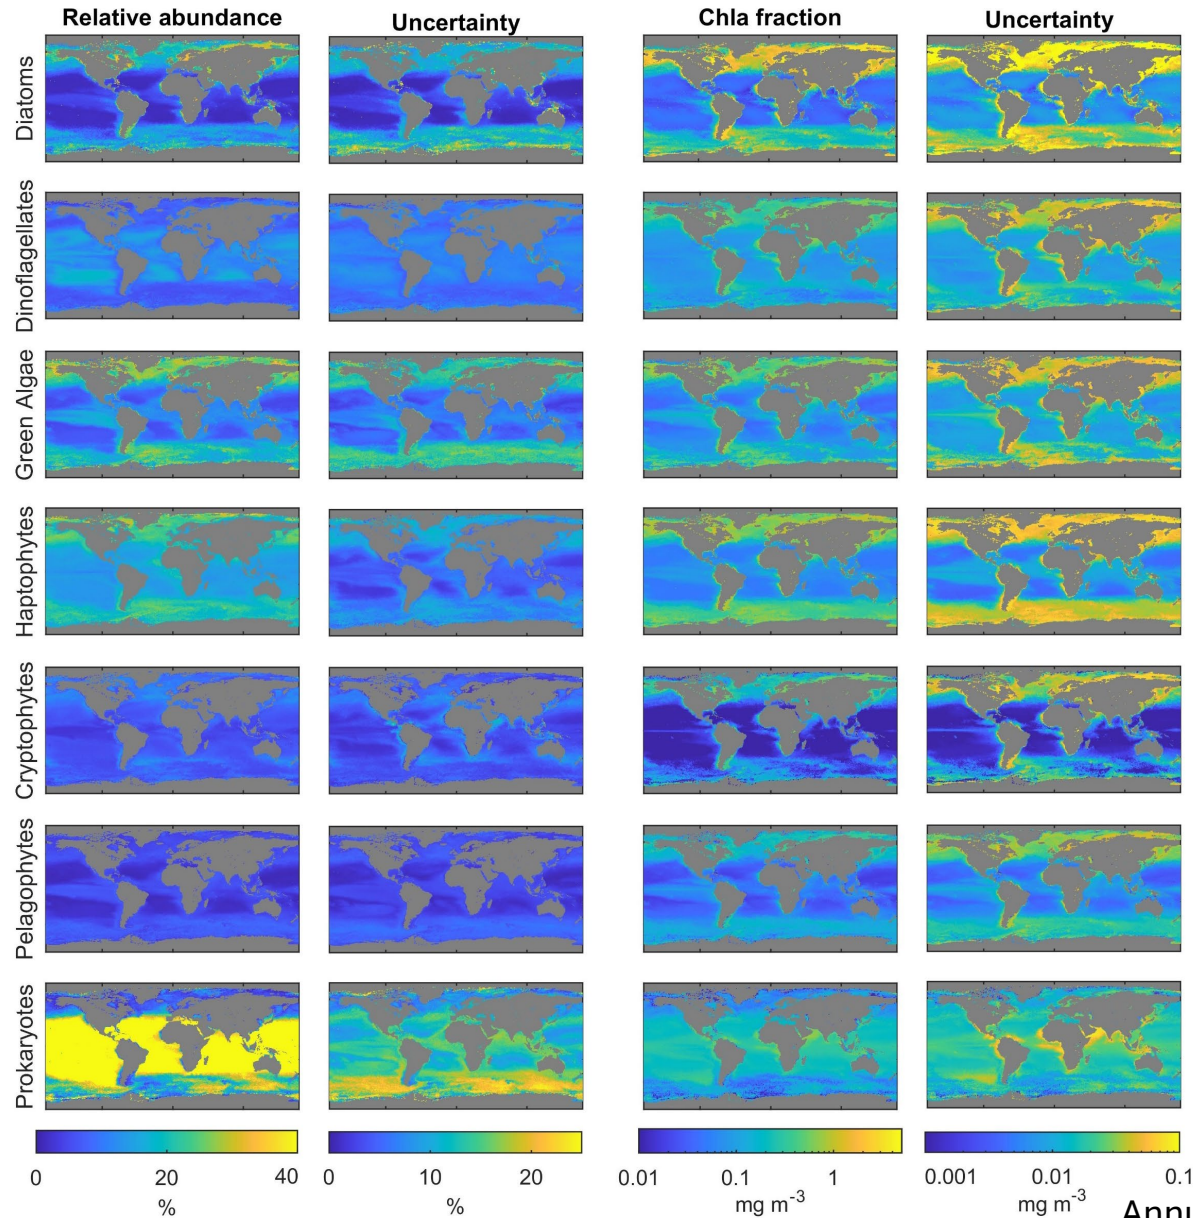 Relative abundance
Uncertainty
Chla fraction
Uncertainty
Diatoms
Dinoflagellates
Green Algae
Haptophytes
Cryptophytes
Pelagophytes
Prokaryotes
0 20 40
%
0 10 20
%
0.01 0.1 1
mg m⁻³
0.001 0.01 0.1
mg m⁻³